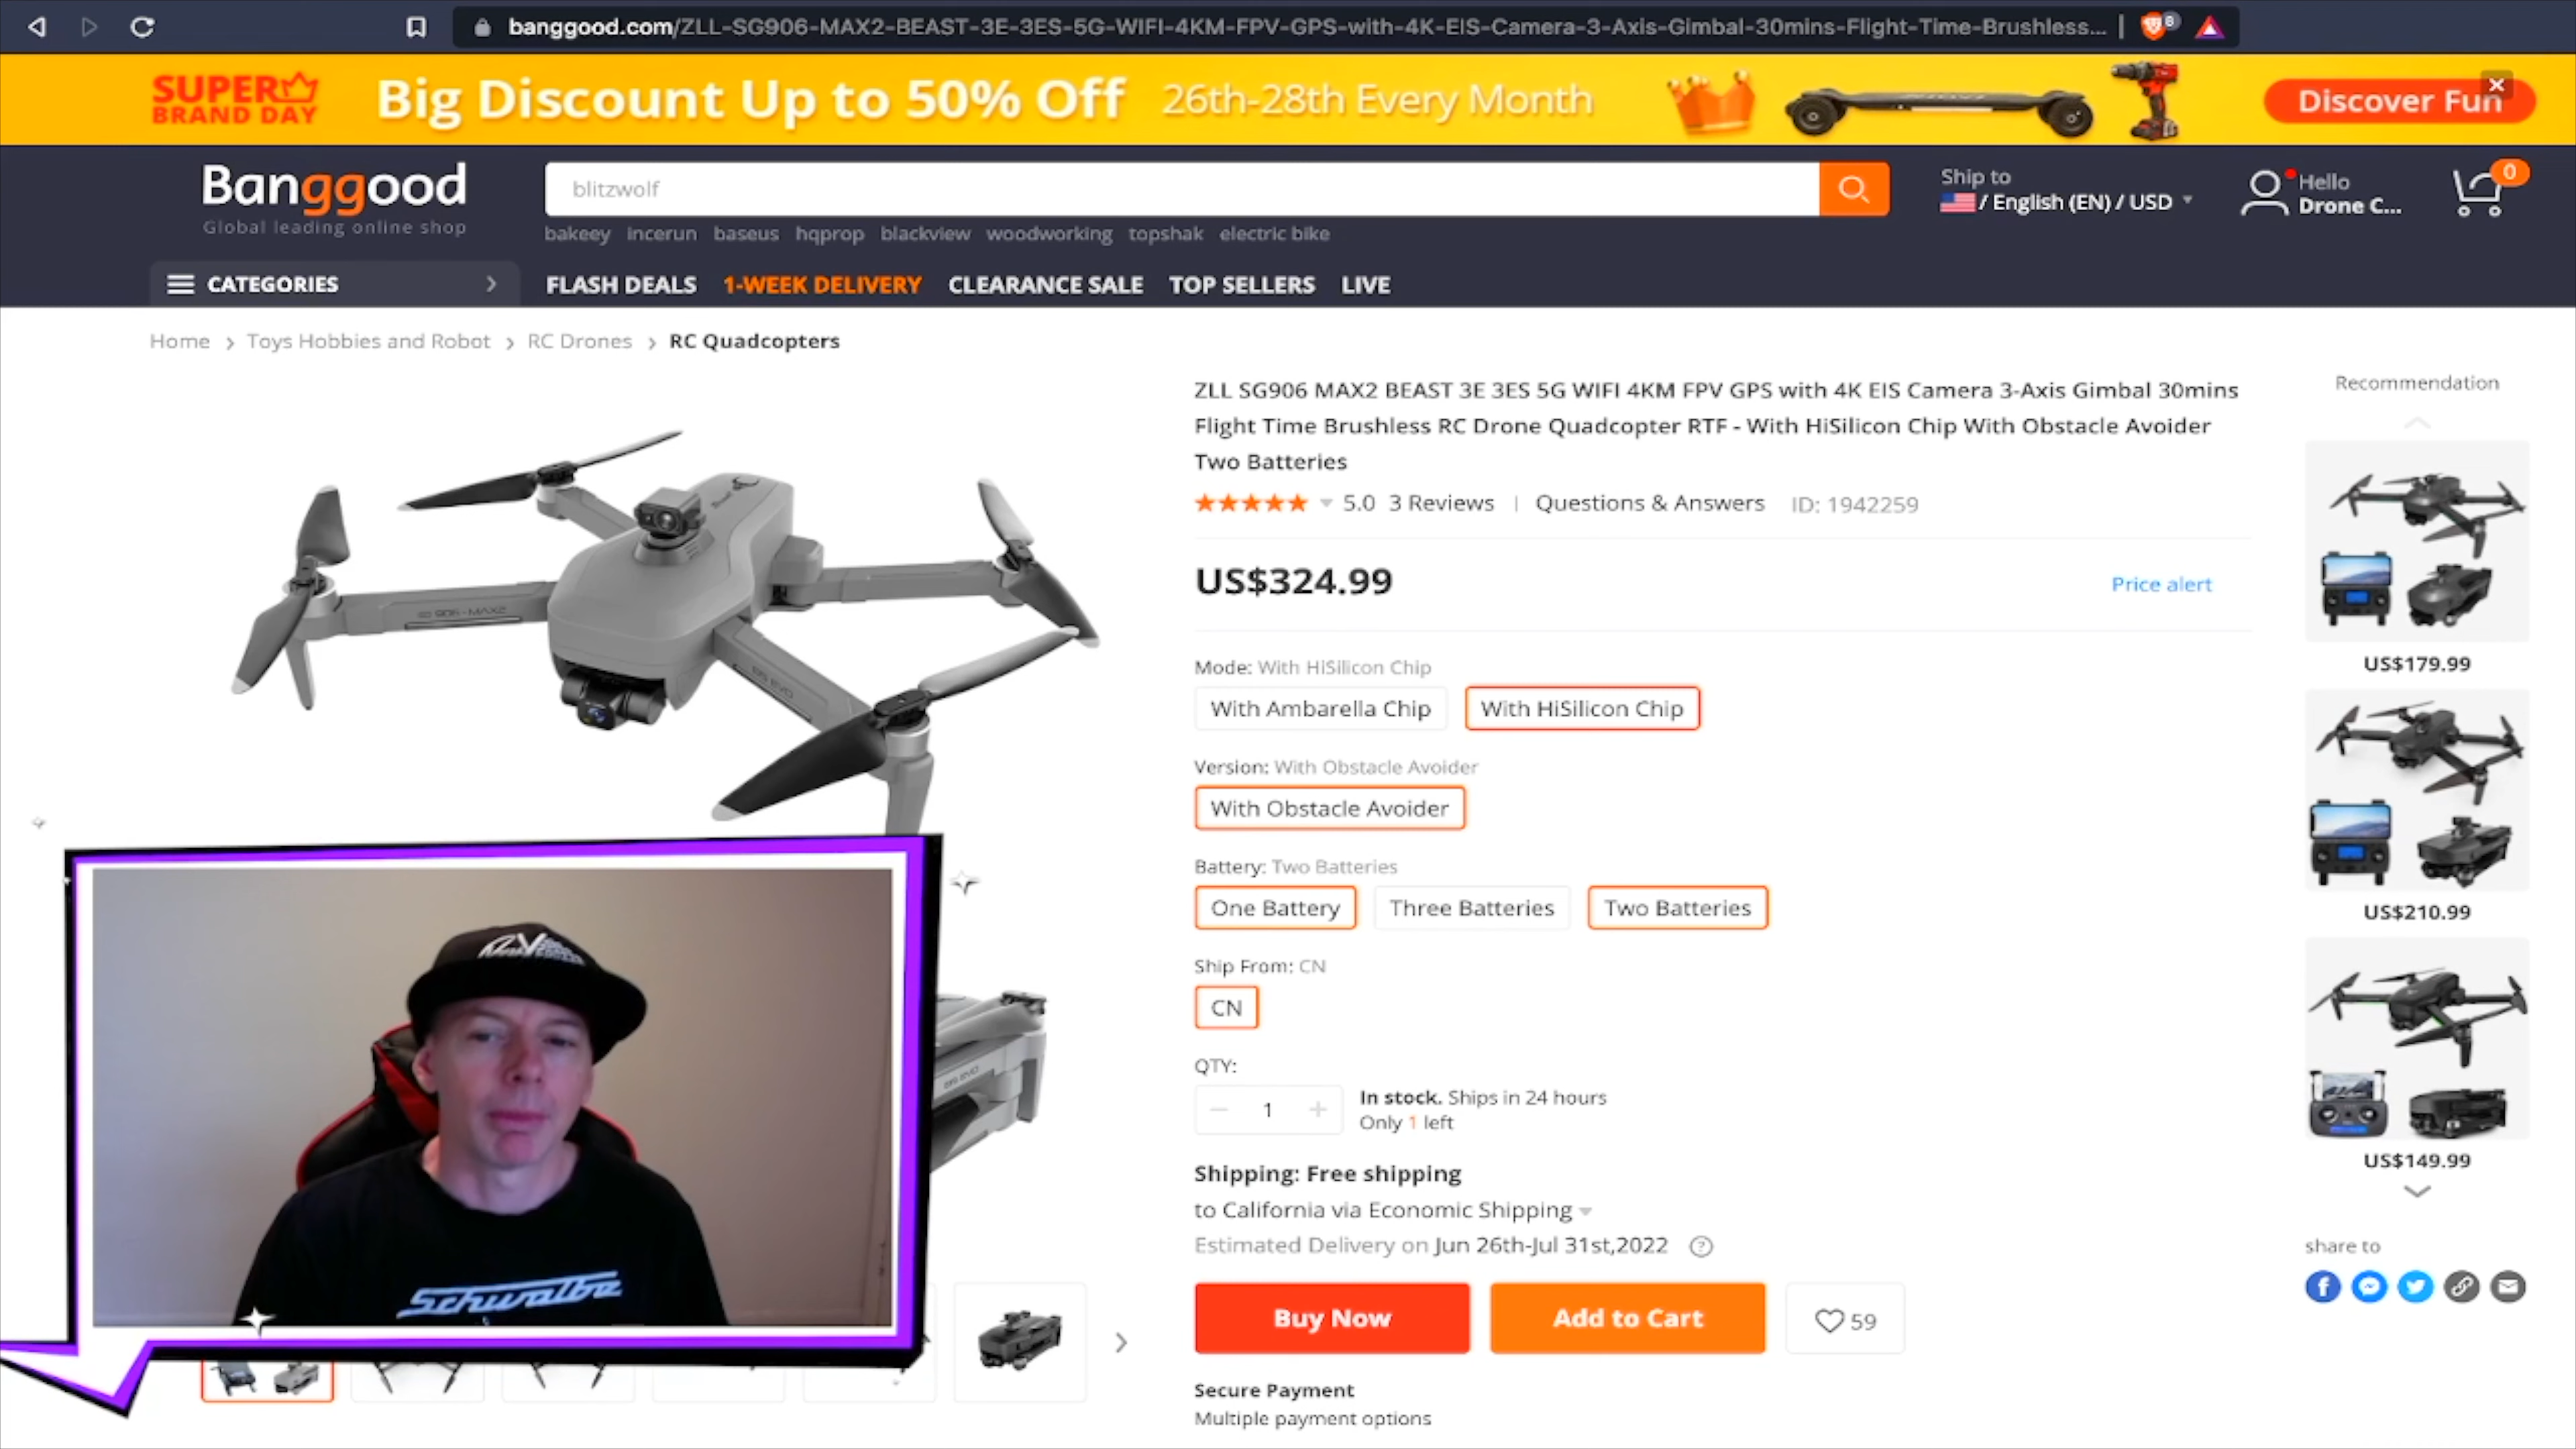 banggood.com/ZLL-SG906-MAX2-BEAST-3E-3ES-5G-WIFI-4KM-FPV-GPS-with-4K-EIS-Camera-3-Axis-Gimbal-30mins-Flight-Time-Brushless...
8
SUPER
BRAND DAY
Big Discount Up to 50% Off
26th-28th Every Month
Discover Fun
Banggood
Global leading online shop
blitzwolf
bakeey incerun baseus hqprop blackview woodworking topshak electric bike
Ship to
/ English (EN) / USD
Hello
Drone C...
0
CATEGORIES
FLASH DEALS 1-WEEK DELIVERY CLEARANCE SALE TOP SELLERS LIVE
Home > Toys Hobbies and Robot > RC Drones > RC Quadcopters
ZLL SG906 MAX2 BEAST 3E 3ES 5G WIFI 4KM FPV GPS with 4K EIS Camera 3-Axis Gimbal 30mins
Flight Time Brushless RC Drone Quadcopter RTF - With HiSilicon Chip With Obstacle Avoider
Two Batteries
5.0 3 Reviews | Questions & Answers ID: 1942259
US$324.99
Price alert
Mode: With HiSilicon Chip
With Ambarella Chip
With HiSilicon Chip
Version: With Obstacle Avoider
With Obstacle Avoider
Battery: Two Batteries
One Battery
Three Batteries
Two Batteries
Ship From: CN
CN
QTY:
1
In stock. Ships in 24 hours
Only 1 left
Shipping: Free shipping
to California via Economic Shipping
Estimated Delivery on Jun 26th-Jul 31st,2022
Buy Now
Add to Cart
59
Secure Payment
Multiple payment options
Recommendation
US$179.99
US$210.99
US$149.99
share to
906-MAX2
Schwalbe